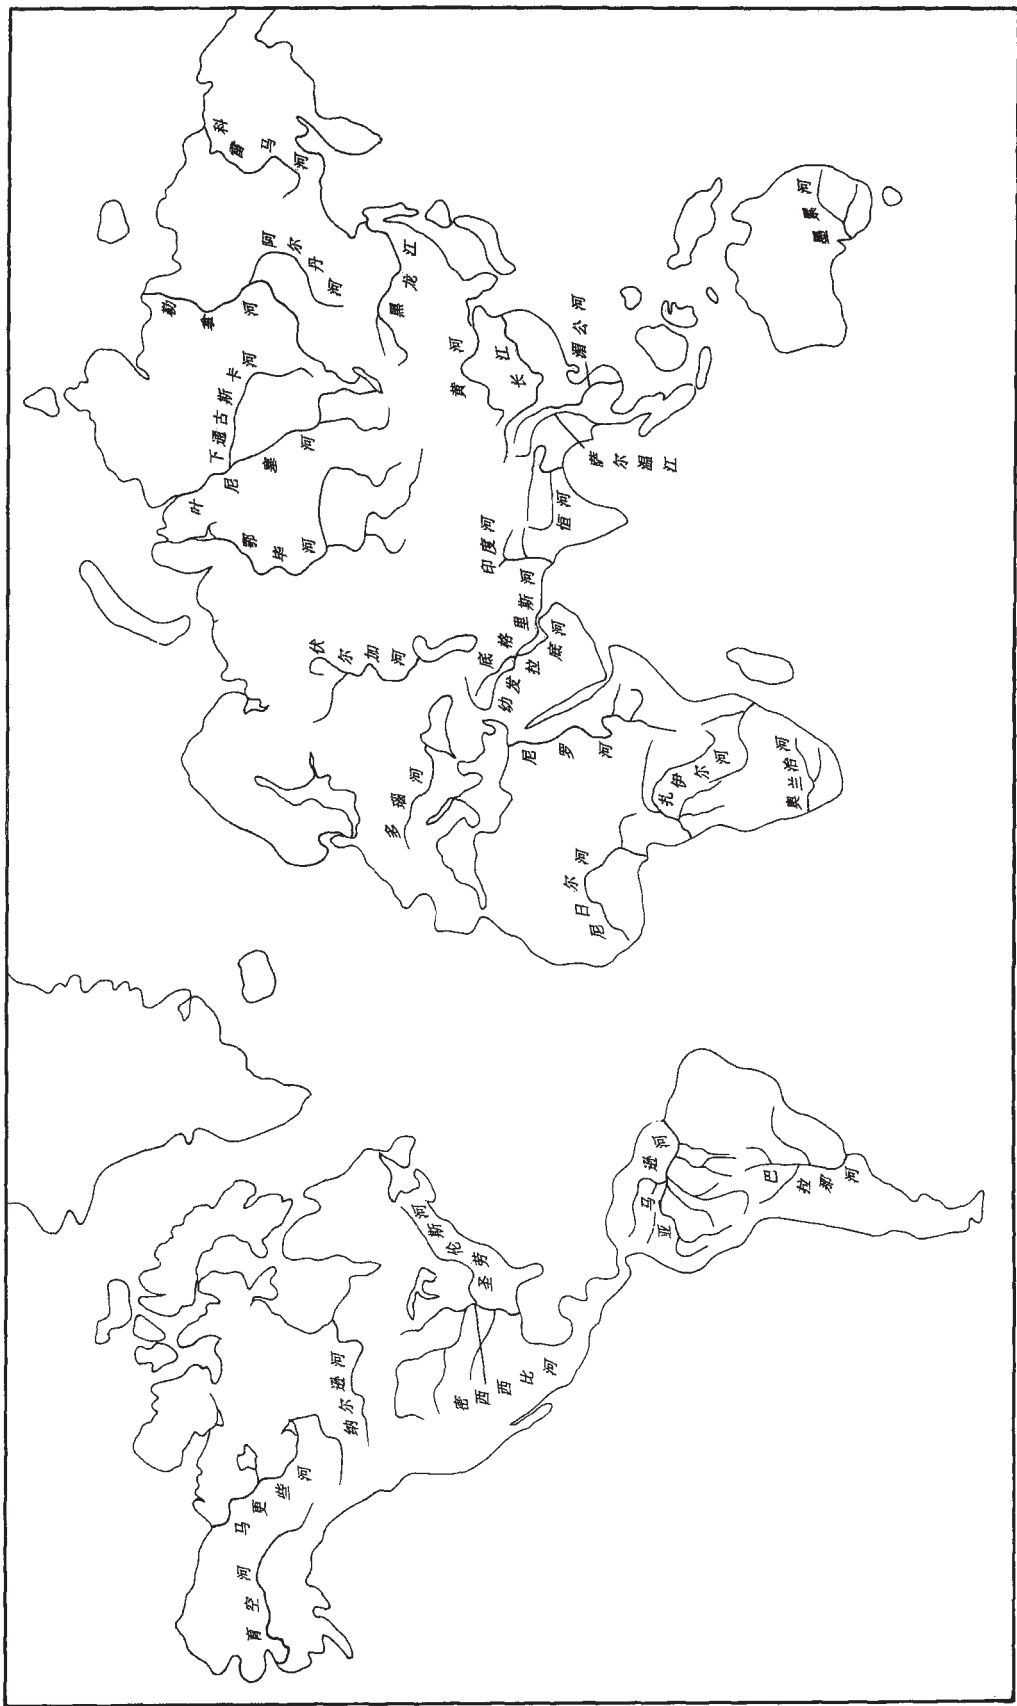 育空河
马更些河
纳尔逊河
密西西比河
圣劳伦斯河
亚马逊河
巴拉那河
尼日尔河
扎伊尔河
奥兰治河
尼罗河
多瑙河
伏尔加河
幼发拉底河
底格里斯河
印度河
恒河
鄂毕河
叶尼塞河
下通古斯卡河
勒拿河
阿尔丹河
科雷马河
黑龙江
黄河
长江
湄公河
萨尔温江
墨累河